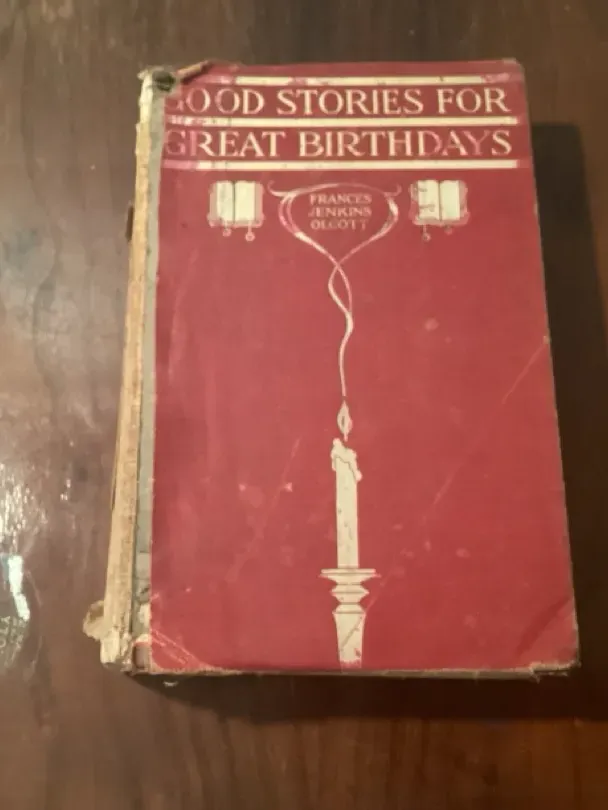 GOOD STORIES FOR
GREAT BIRTHDAYS
FRANCES
JENKINS
OLCOTT